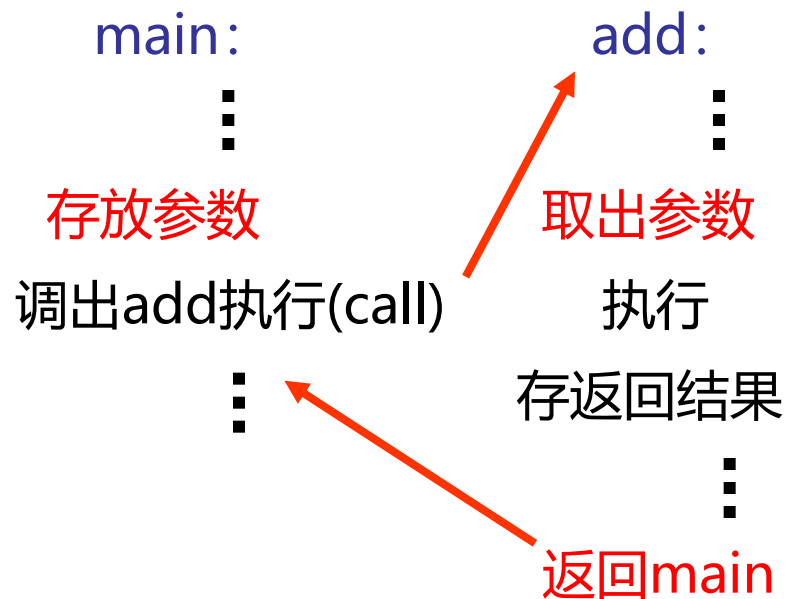 main:
⋮
存放参数
调出add执行(call)
⋮
add:
⋮
取出参数
执行
存返回结果
⋮
返回main